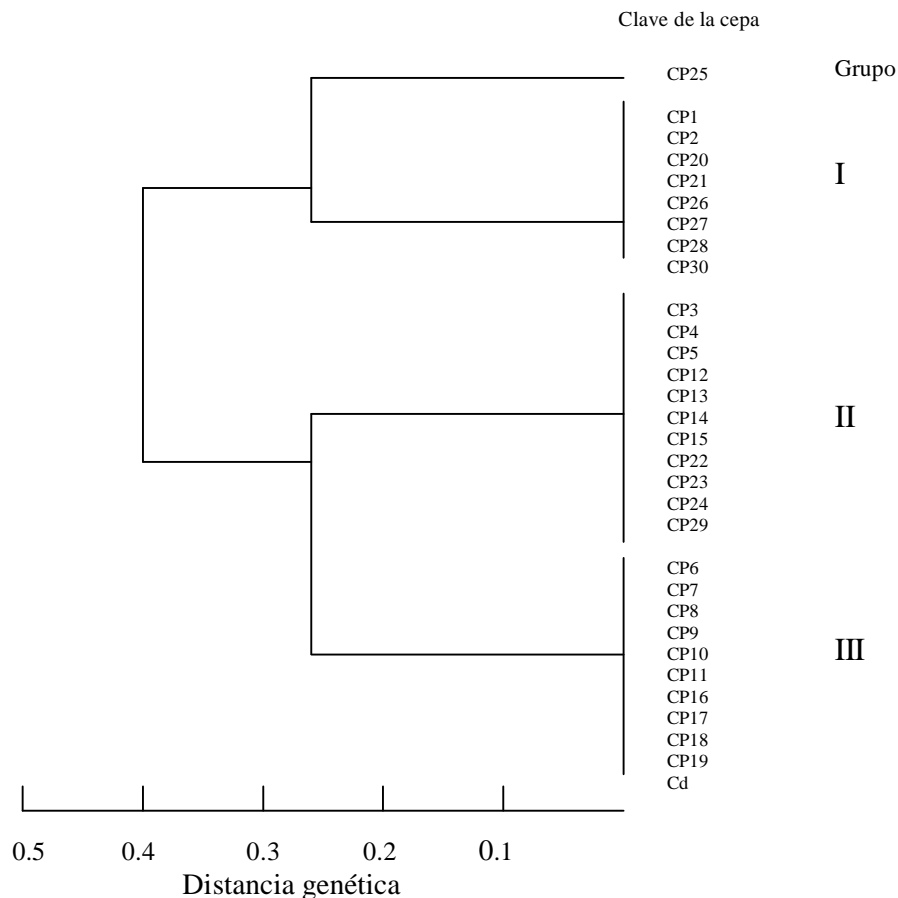 Clave de la cepa
Grupo
CP25
CP1
CP2
CP20
CP21
CP26
CP27
CP28
CP30
I
CP3
CP4
CP5
CP12
CP13
CP14
CP15
CP22
CP23
CP24
CP29
II
CP6
CP7
CP8
CP9
CP10
CP11
CP16
CP17
CP18
CP19
Cd
III
0.5 0.4 0.3 0.2 0.1
Distancia genética